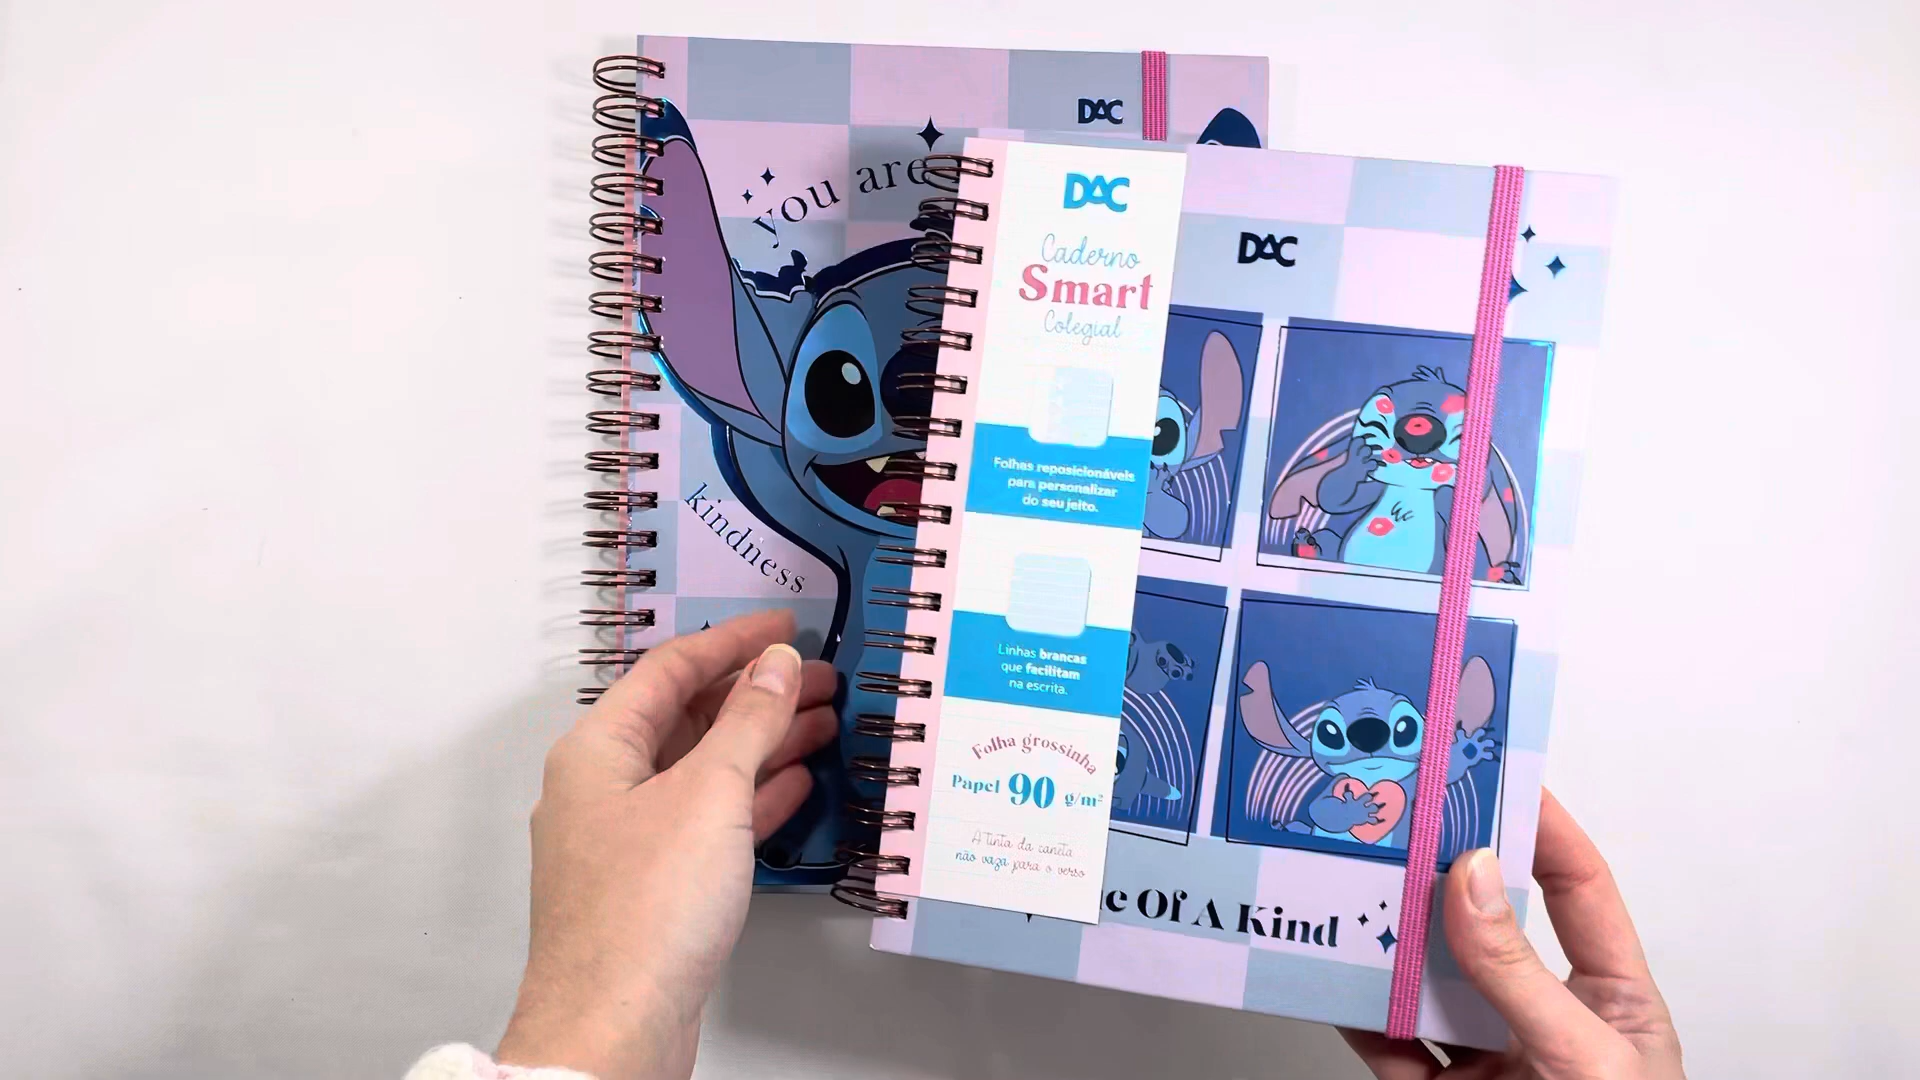 DAC
you are
kindness
DAC
Caderno
Smart
Colegial
Folhas reposicionáveis
para personalizar
do seu jeito.
Linhas brancas
que facilitam
na escrita.
Folha grossinha
Papel 90 g/m²
A tinta da caneta
não vaza para o verso
DAC
Of A Kind